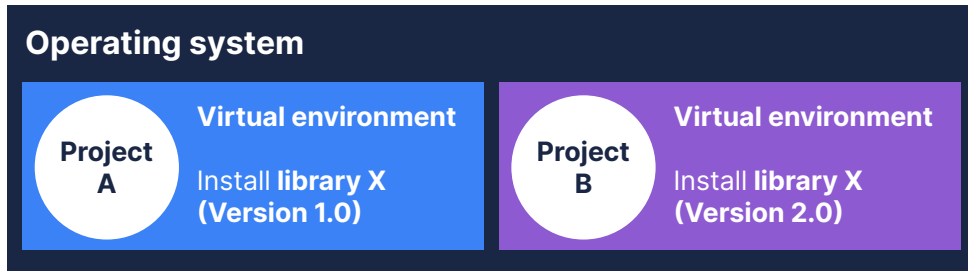 Operating system
Project
A
Virtual environment
Install library X
(Version 1.0)
Project
B
Virtual environment
Install library X
(Version 2.0)